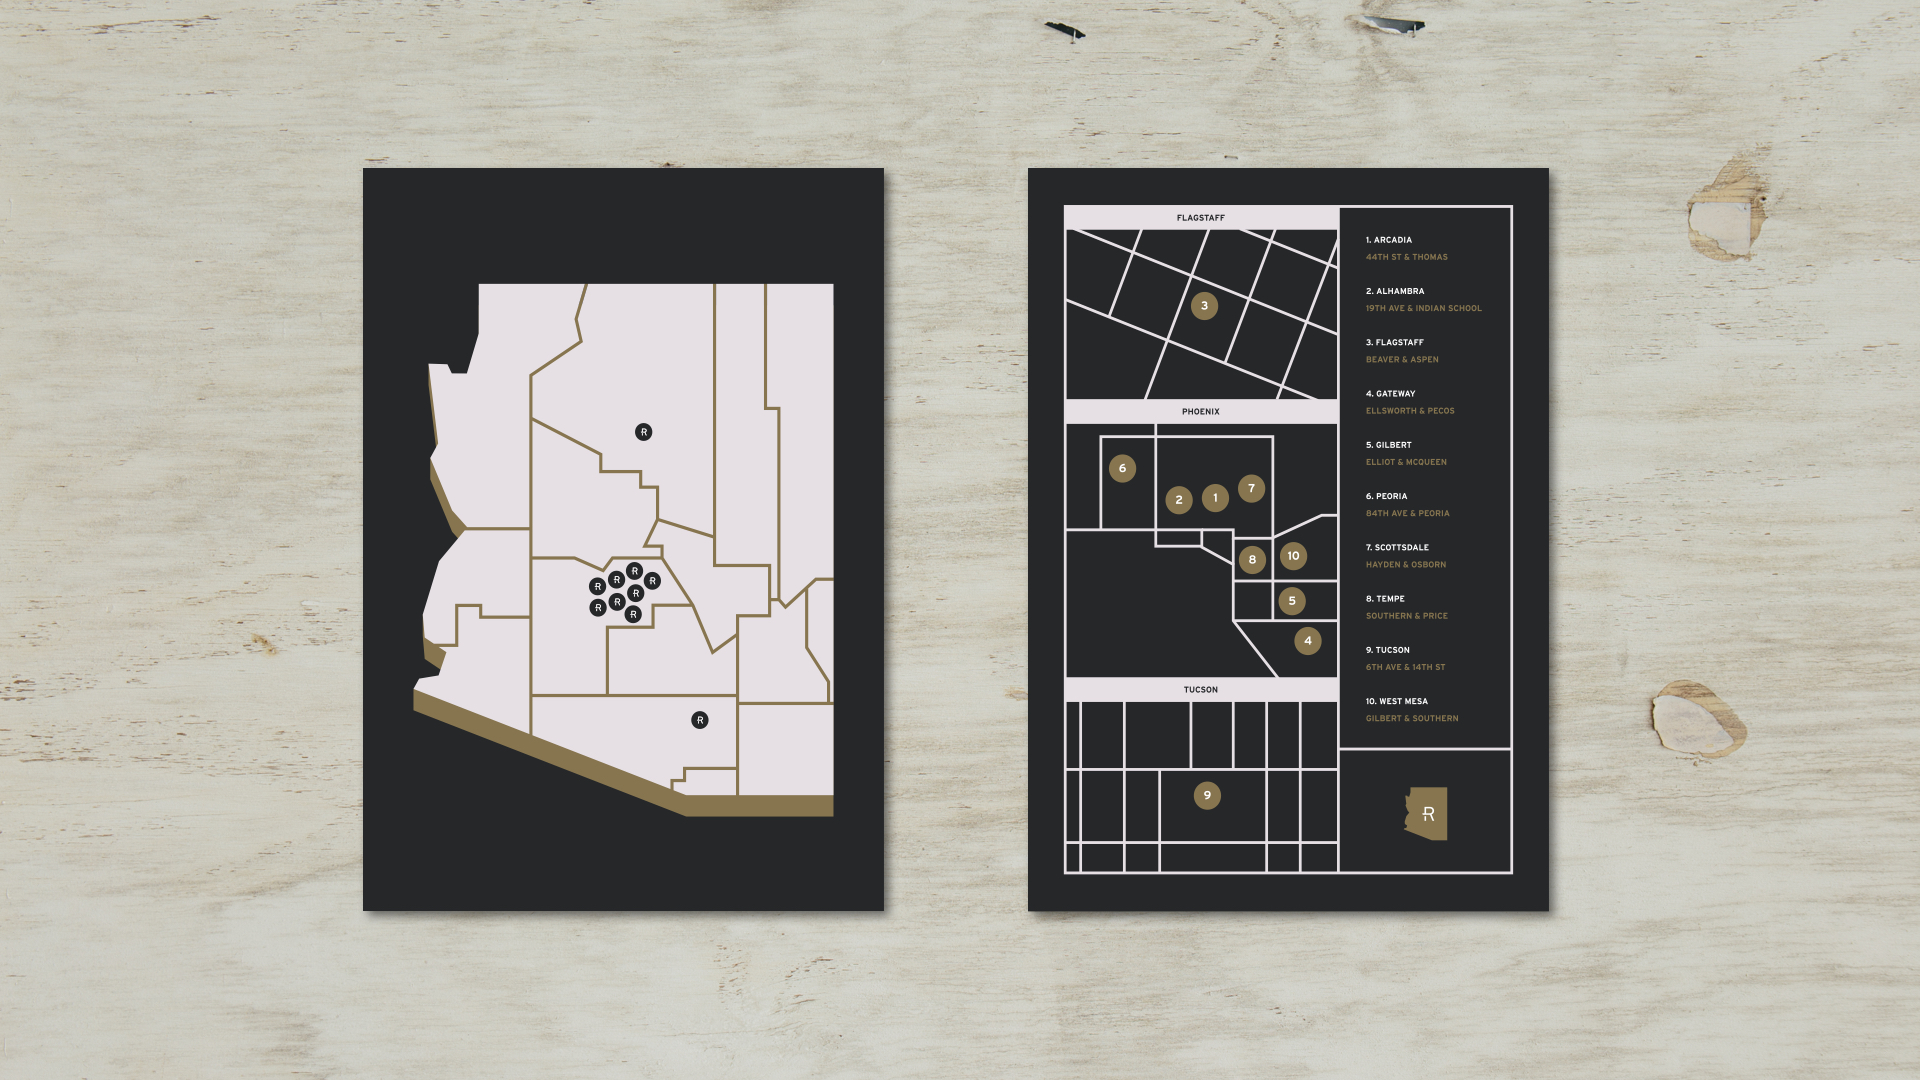 R
R
R
R
R
R
R
R
R
R
FLAGSTAFF
3
PHOENIX
6
2
1
7
8
10
5
4
TUCSON
9
1. ARCADIA
44TH ST & THOMAS
2. ALHAMBRA
19TH AVE & INDIAN SCHOOL
3. FLAGSTAFF
BEAVER & ASPEN
4. GATEWAY
ELLSWORTH & PECOS
5. GILBERT
ELLIOT & MCQUEEN
6. PEORIA
84TH AVE & PEORIA
7. SCOTTSDALE
HAYDEN & OSBORN
8. TEMPE
SOUTHERN & PRICE
9. TUCSON
6TH AVE & 14TH ST
10. WEST MESA
GILBERT & SOUTHERN
R